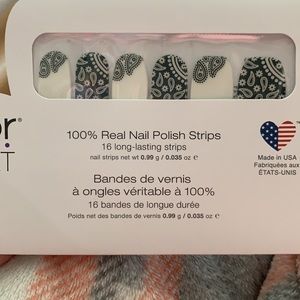 or
T
100% Real Nail Polish Strips
16 long-lasting strips
nail strips net wt 0.99 g / 0.035 oz e
Made in USA
Fabriquées aux
ÉTATS-UNIS
Bandes de vernis
à ongles véritable à 100%
16 bandes de longue durée
Poids net des bandes de vernis 0.99 g / 0.035 oz e